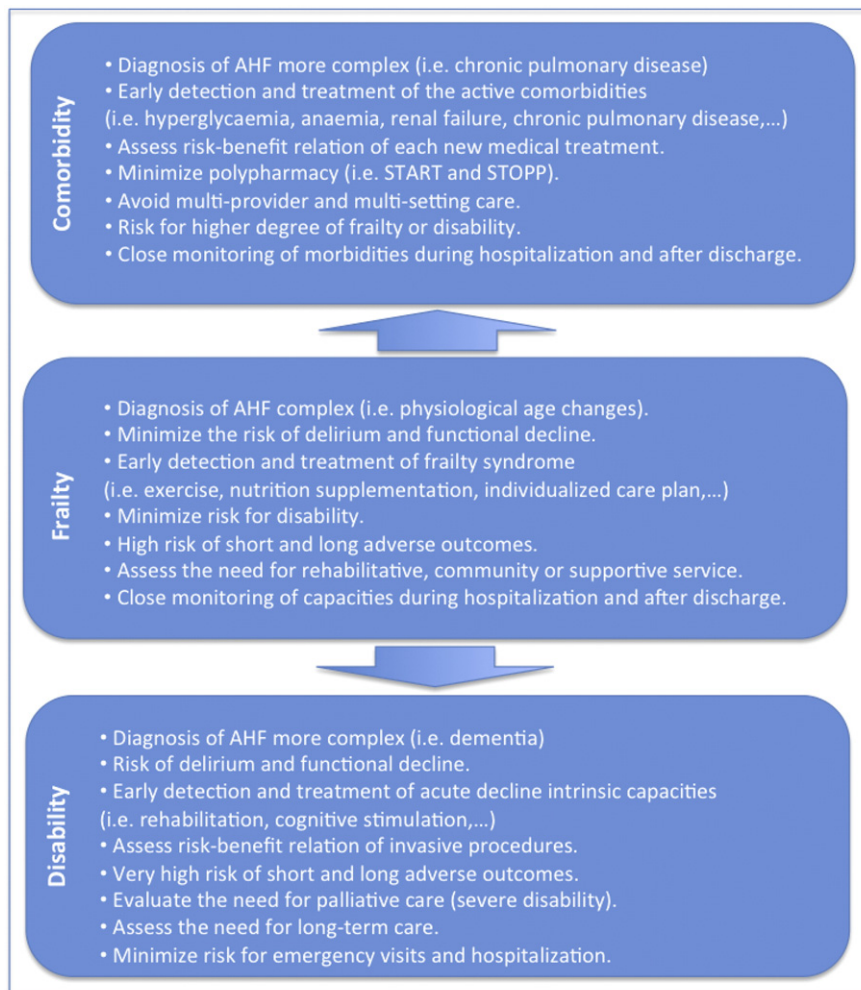 Comorbidity
• Diagnosis of AHF more complex (i.e. chronic pulmonary disease)
• Early detection and treatment of the active comorbidities
(i.e. hyperglycaemia, anaemia, renal failure, chronic pulmonary disease,...)
• Assess risk-benefit relation of each new medical treatment.
• Minimize polypharmacy (i.e. START and STOPP).
• Avoid multi-provider and multi-setting care.
• Risk for higher degree of frailty or disability.
• Close monitoring of morbidities during hospitalization and after discharge.
Frailty
• Diagnosis of AHF complex (i.e. physiological age changes).
• Minimize the risk of delirium and functional decline.
• Early detection and treatment of frailty syndrome
(i.e. exercise, nutrition supplementation, individualized care plan,...)
• Minimize risk for disability.
• High risk of short and long adverse outcomes.
• Assess the need for rehabilitative, community or supportive service.
• Close monitoring of capacities during hospitalization and after discharge.
Disability
• Diagnosis of AHF more complex (i.e. dementia)
• Risk of delirium and functional decline.
• Early detection and treatment of acute decline intrinsic capacities
(i.e. rehabilitation, cognitive stimulation,...)
• Assess risk-benefit relation of invasive procedures.
• Very high risk of short and long adverse outcomes.
• Evaluate the need for palliative care (severe disability).
• Assess the need for long-term care.
• Minimize risk for emergency visits and hospitalization.